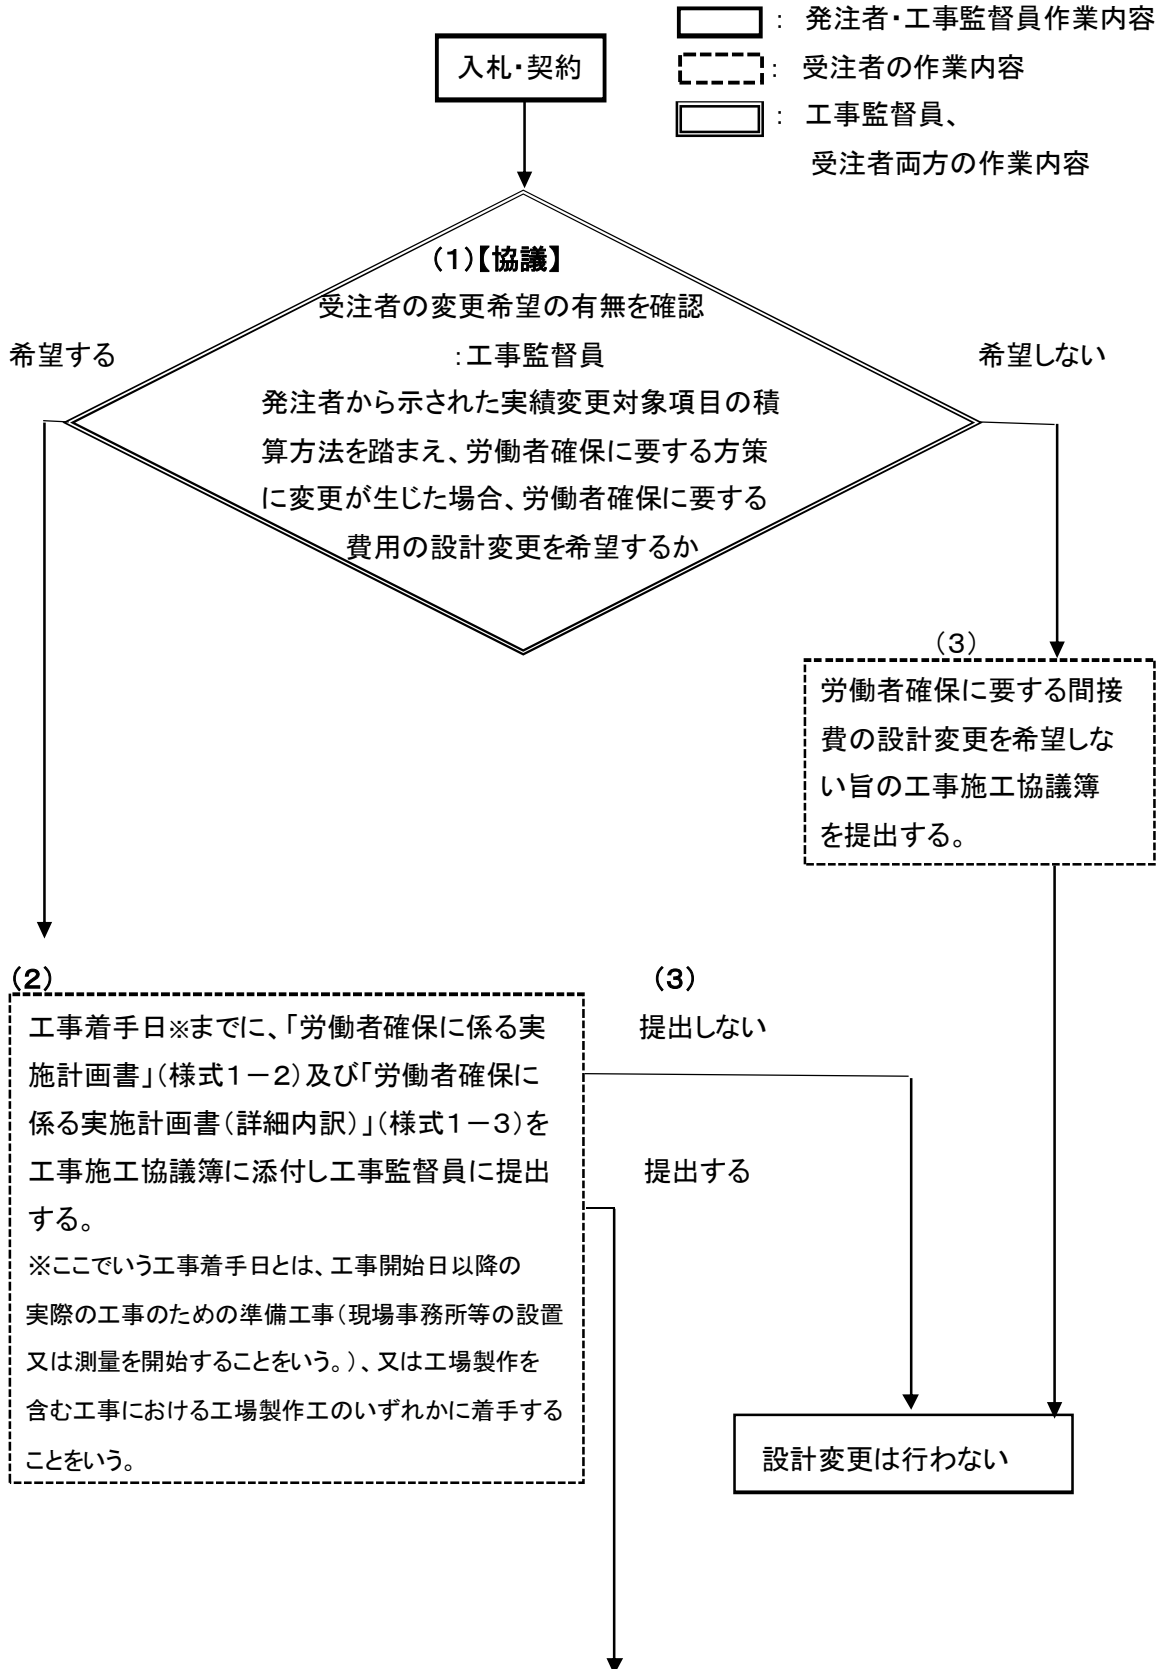 ： 発注者・工事監督員作業内容
入札・契約
： 受注者の作業内容
： 工事監督員、
受注者両方の作業内容
（１）【協議】
受注者の変更希望の有無を確認
：工事監督員
希望する
希望しない
発注者から示された実績変更対象項目の積
算方法を踏まえ、労働者確保に要する方策
に変更が生じた場合、労働者確保に要する
費用の設計変更を希望するか
（３）
労働者確保に要する間接
費の設計変更を希望しな
い旨の工事施工協議簿
を提出する。
（２）
工事着手日※までに、「労働者確保に係る実
施計画書」（様式１－２）及び「労働者確保に
係る実施計画書（詳細内訳）」（様式１－３）を
工事施工協議簿に添付し工事監督員に提出
する。
※ここでいう工事着手日とは、工事開始日以降の
実際の工事のための準備工事（現場事務所等の設置
又は測量を開始することをいう。）、又は工場製作を
含む工事における工場製作工のいずれかに着手する
ことをいう。
（３）
提出しない
提出する
設計変更は行わない